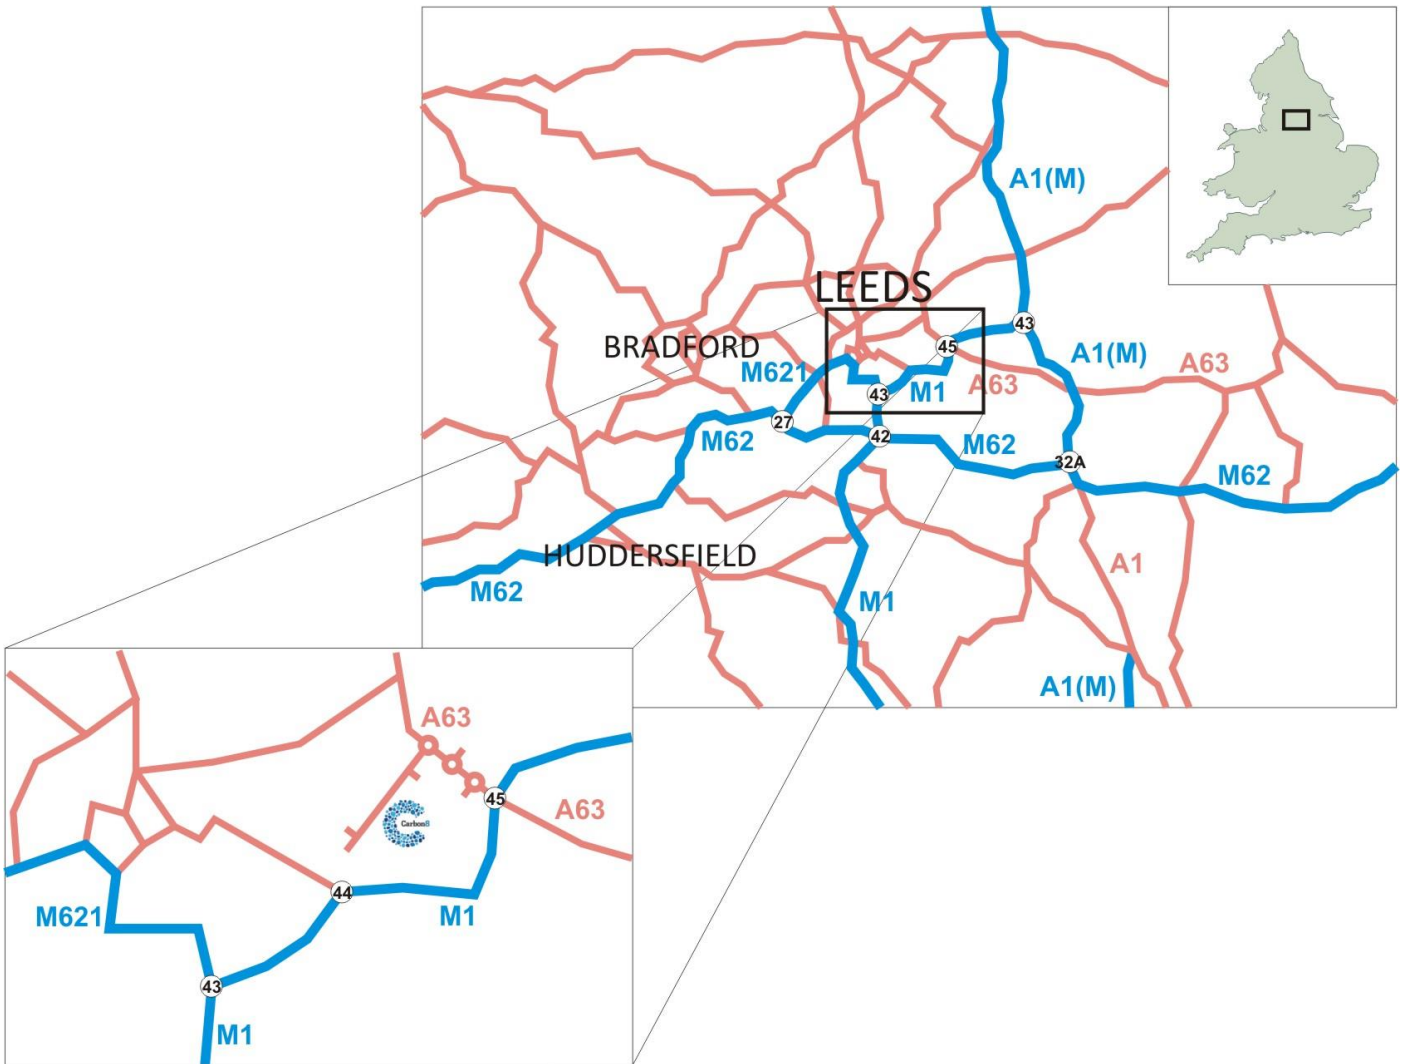 A1(M)
LEEDS
43
BRADFORD
45
A1(M)
A63
M621
A63
43
M1
27
42
M62
M62
32A
M62
HUDDERSFIELD
A1
M62
M1
A1(M)
A63
45
A63
Carbon8
44
M621
M1
43
M1